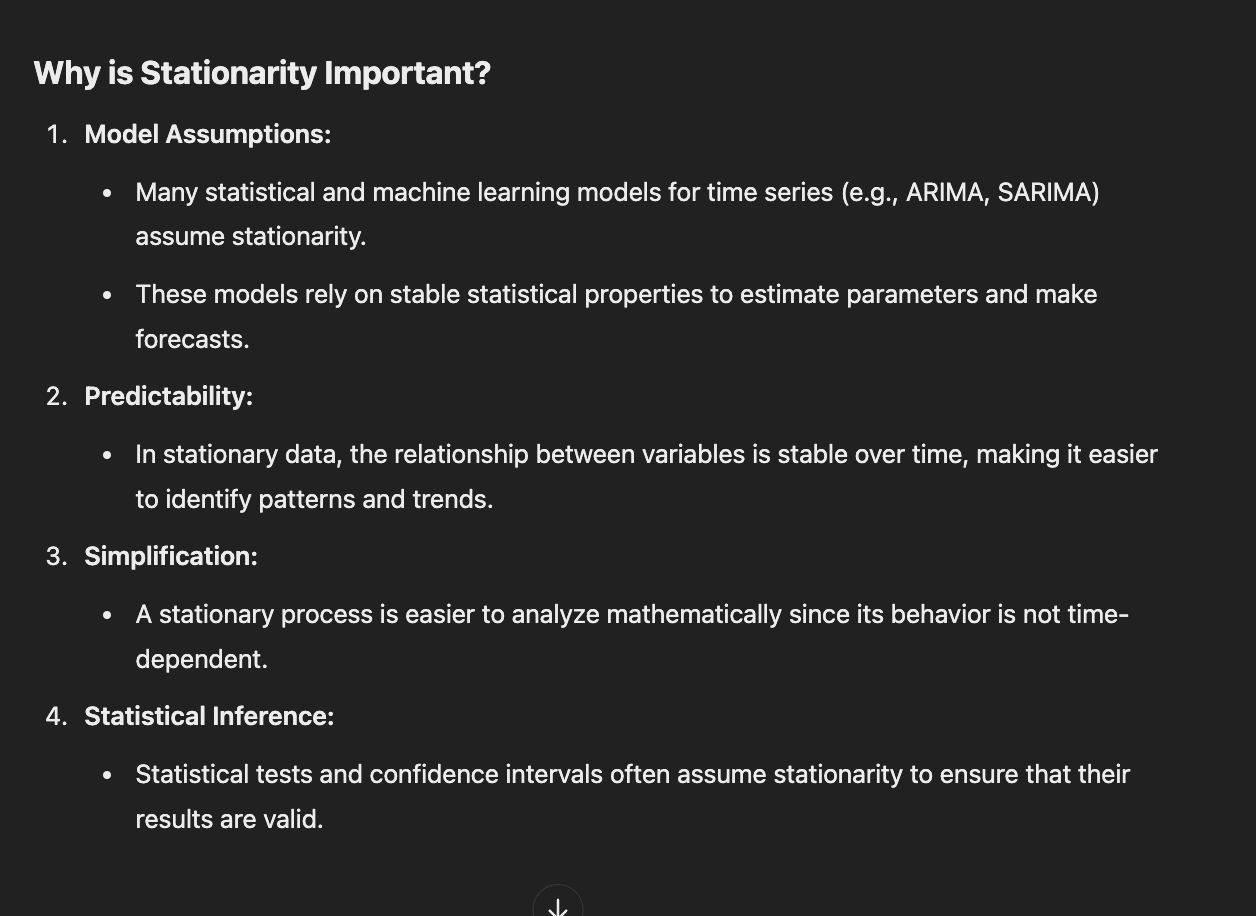 Why is Stationarity Important?
1. Model Assumptions:
• Many statistical and machine learning models for time series (e.g., ARIMA, SARIMA)
assume stationarity.
• These models rely on stable statistical properties to estimate parameters and make
forecasts.
2. Predictability:
• In stationary data, the relationship between variables is stable over time, making it easier
to identify patterns and trends.
3. Simplification:
• A stationary process is easier to analyze mathematically since its behavior is not time-
dependent.
4. Statistical Inference:
• Statistical tests and confidence intervals often assume stationarity to ensure that their
results are valid.